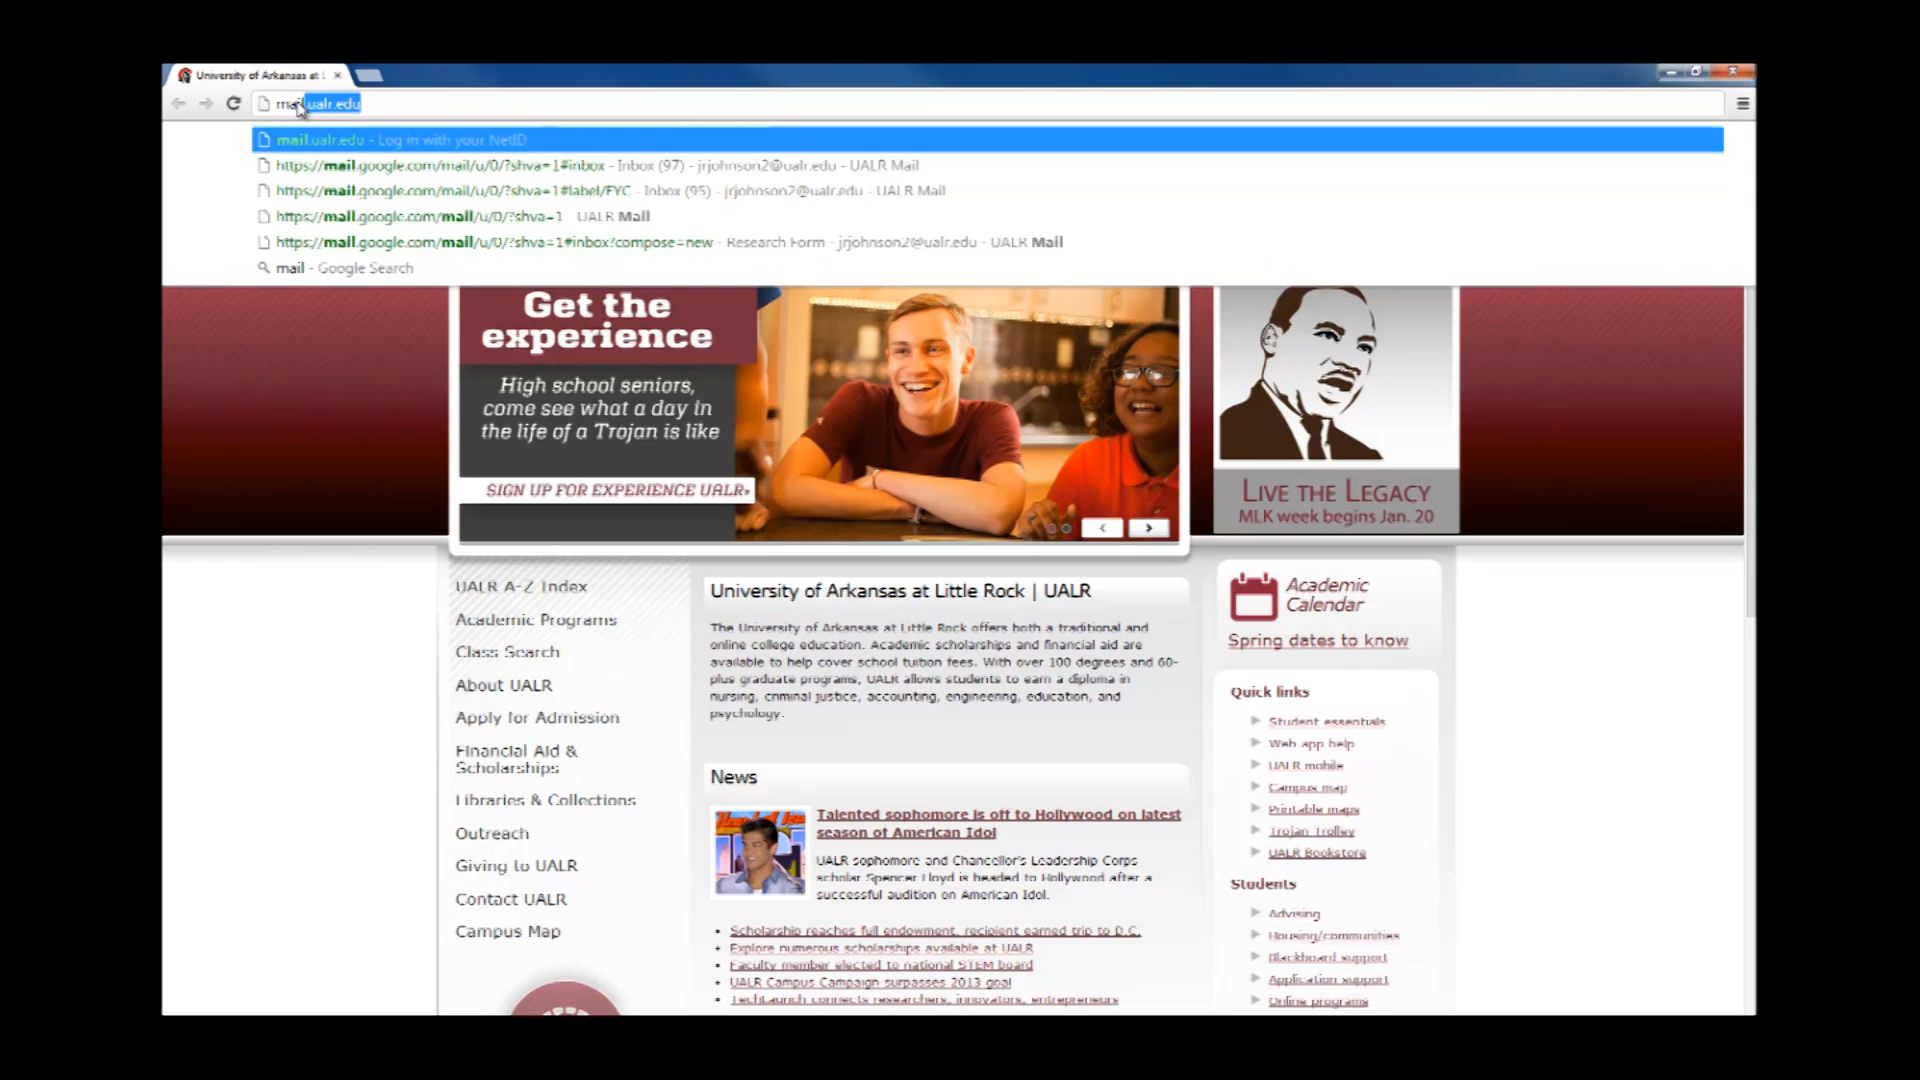 University of Arkansas at L
mail.ualr.edu
mail.ualr.edu - Log in with your NetID
https://mail.google.com/mail/u/0/?shva=1#inbox - Inbox (97) - jrjohnson2@ualr.edu - UALR Mail
https://mail.google.com/mail/u/0/?shva=1#label/FYC - Inbox (95) - jrjohnson2@ualr.edu - UALR Mail
https://mail.google.com/mail/u/0/?shva=1 UALR Mail
https://mail.google.com/mail/u/0/?shva=1#inbox?compose=new - Research Form - jrjohnson2@ualr.edu - UALR Mail
mail - Google Search
Get the
experience
High school seniors,
come see what a day in
the life of a Trojan is like
SIGN UP FOR EXPERIENCE UALR»
LIVE THE LEGACY
MLK week begins Jan. 20
UALR A-Z Index
Academic Programs
Class Search
About UALR
Apply for Admission
Financial Aid &
Scholarships
Libraries & Collections
Outreach
Giving to UALR
Contact UALR
Campus Map
University of Arkansas at Little Rock | UALR
The University of Arkansas at Little Rock offers both a traditional and
online college education. Academic scholarships and financial aid are
available to help cover school tuition fees. With over 100 degrees and 60-
plus graduate programs, UALR allows students to earn a diploma in
nursing, criminal justice, accounting, engineering, education, and
psychology.
News
Talented sophomore is off to Hollywood on latest
season of American Idol
UALR sophomore and Chancellor's Leadership Corps
scholar Spencer Lloyd is headed to Hollywood after a
successful audition on American Idol.
• Scholarship reaches full endowment, recipient earned trip to D.C.
• Explore numerous scholarships available at UALR
• Faculty member elected to national STEM board
• UALR Campus Campaign surpasses 2013 goal
• TechLaunch connects researchers, innovators, entrepreneurs
Academic
Calendar
Spring dates to know
Quick links
Student essentials
Web app help
UALR mobile
Campus map
Printable maps
Trojan Trolley
UALR Bookstore
Students
Advising
Housing/communities
Blackboard support
Application support
Online programs